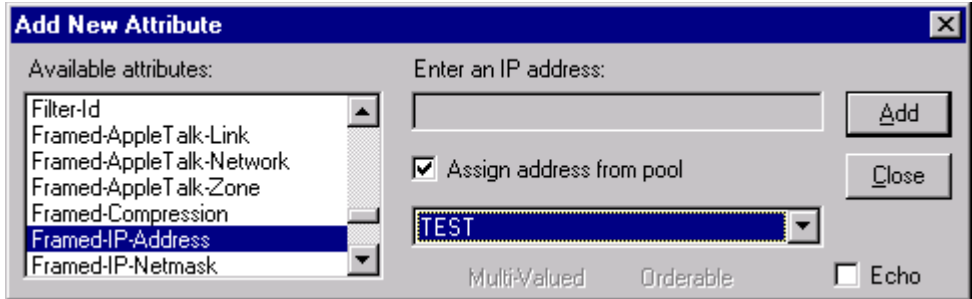 Add New Attribute
Available attributes:
Filter-Id
Framed-AppleTalk-Link
Framed-AppleTalk-Network
Framed-AppleTalk-Zone
Framed-Compression
Framed-IP-Address
Framed-IP-Netmask
Enter an IP address:
Assign address from pool
TEST
Multi-Valued Orderable
Add
Close
Echo